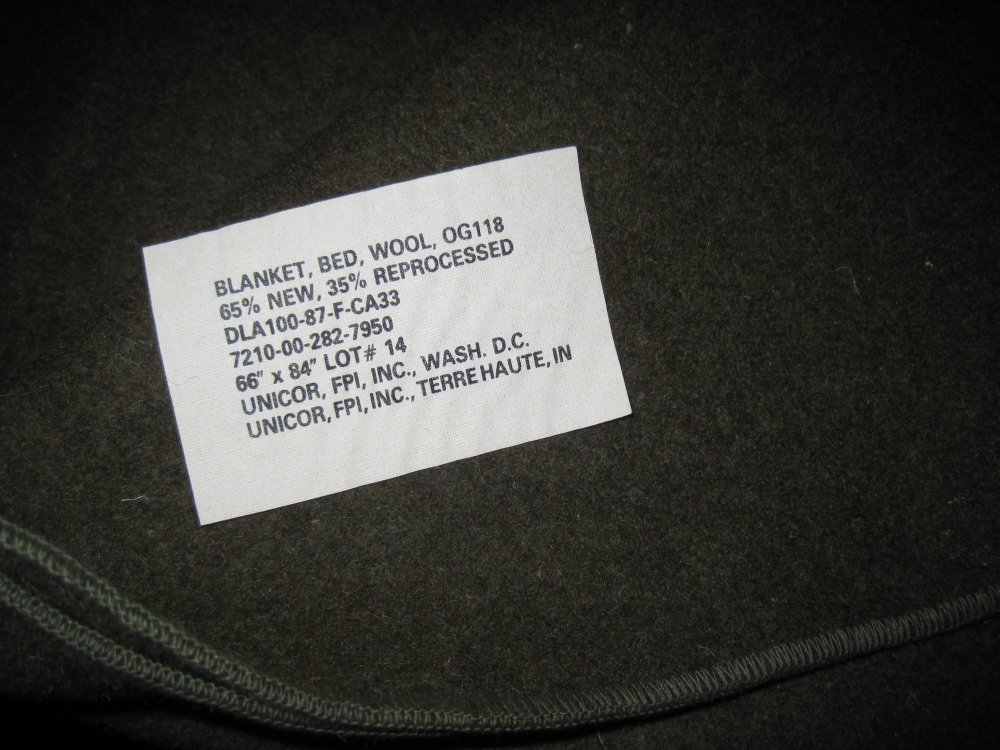 BLANKET, BED, WOOL, OG118
65% NEW, 35% REPROCESSED
DLA100-87-F-CA33
7210-00-282-7950
66" x 84" LOT# 14
UNICOR, FPI, INC., WASH. D.C.
UNICOR, FPI, INC., TERRE HAUTE, IN